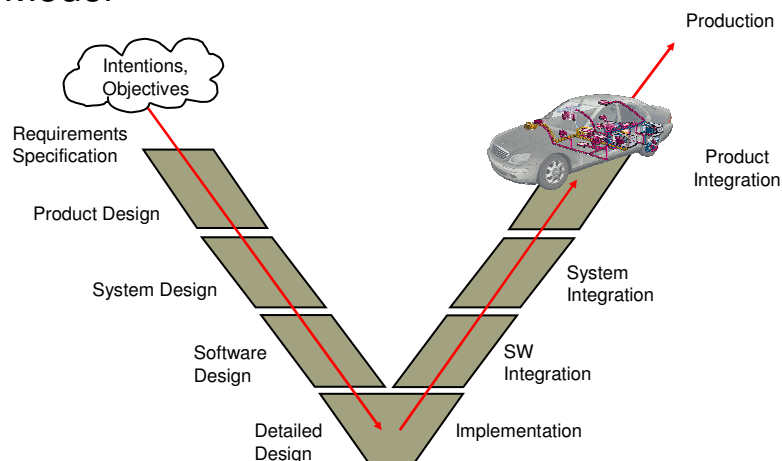 Model
Production
Intentions,
Objectives
Requirements
Specification
Product
Integration
Product Design
System Design
System
Integration
Software
Design
SW
Integration
Detailed
Design
Implementation